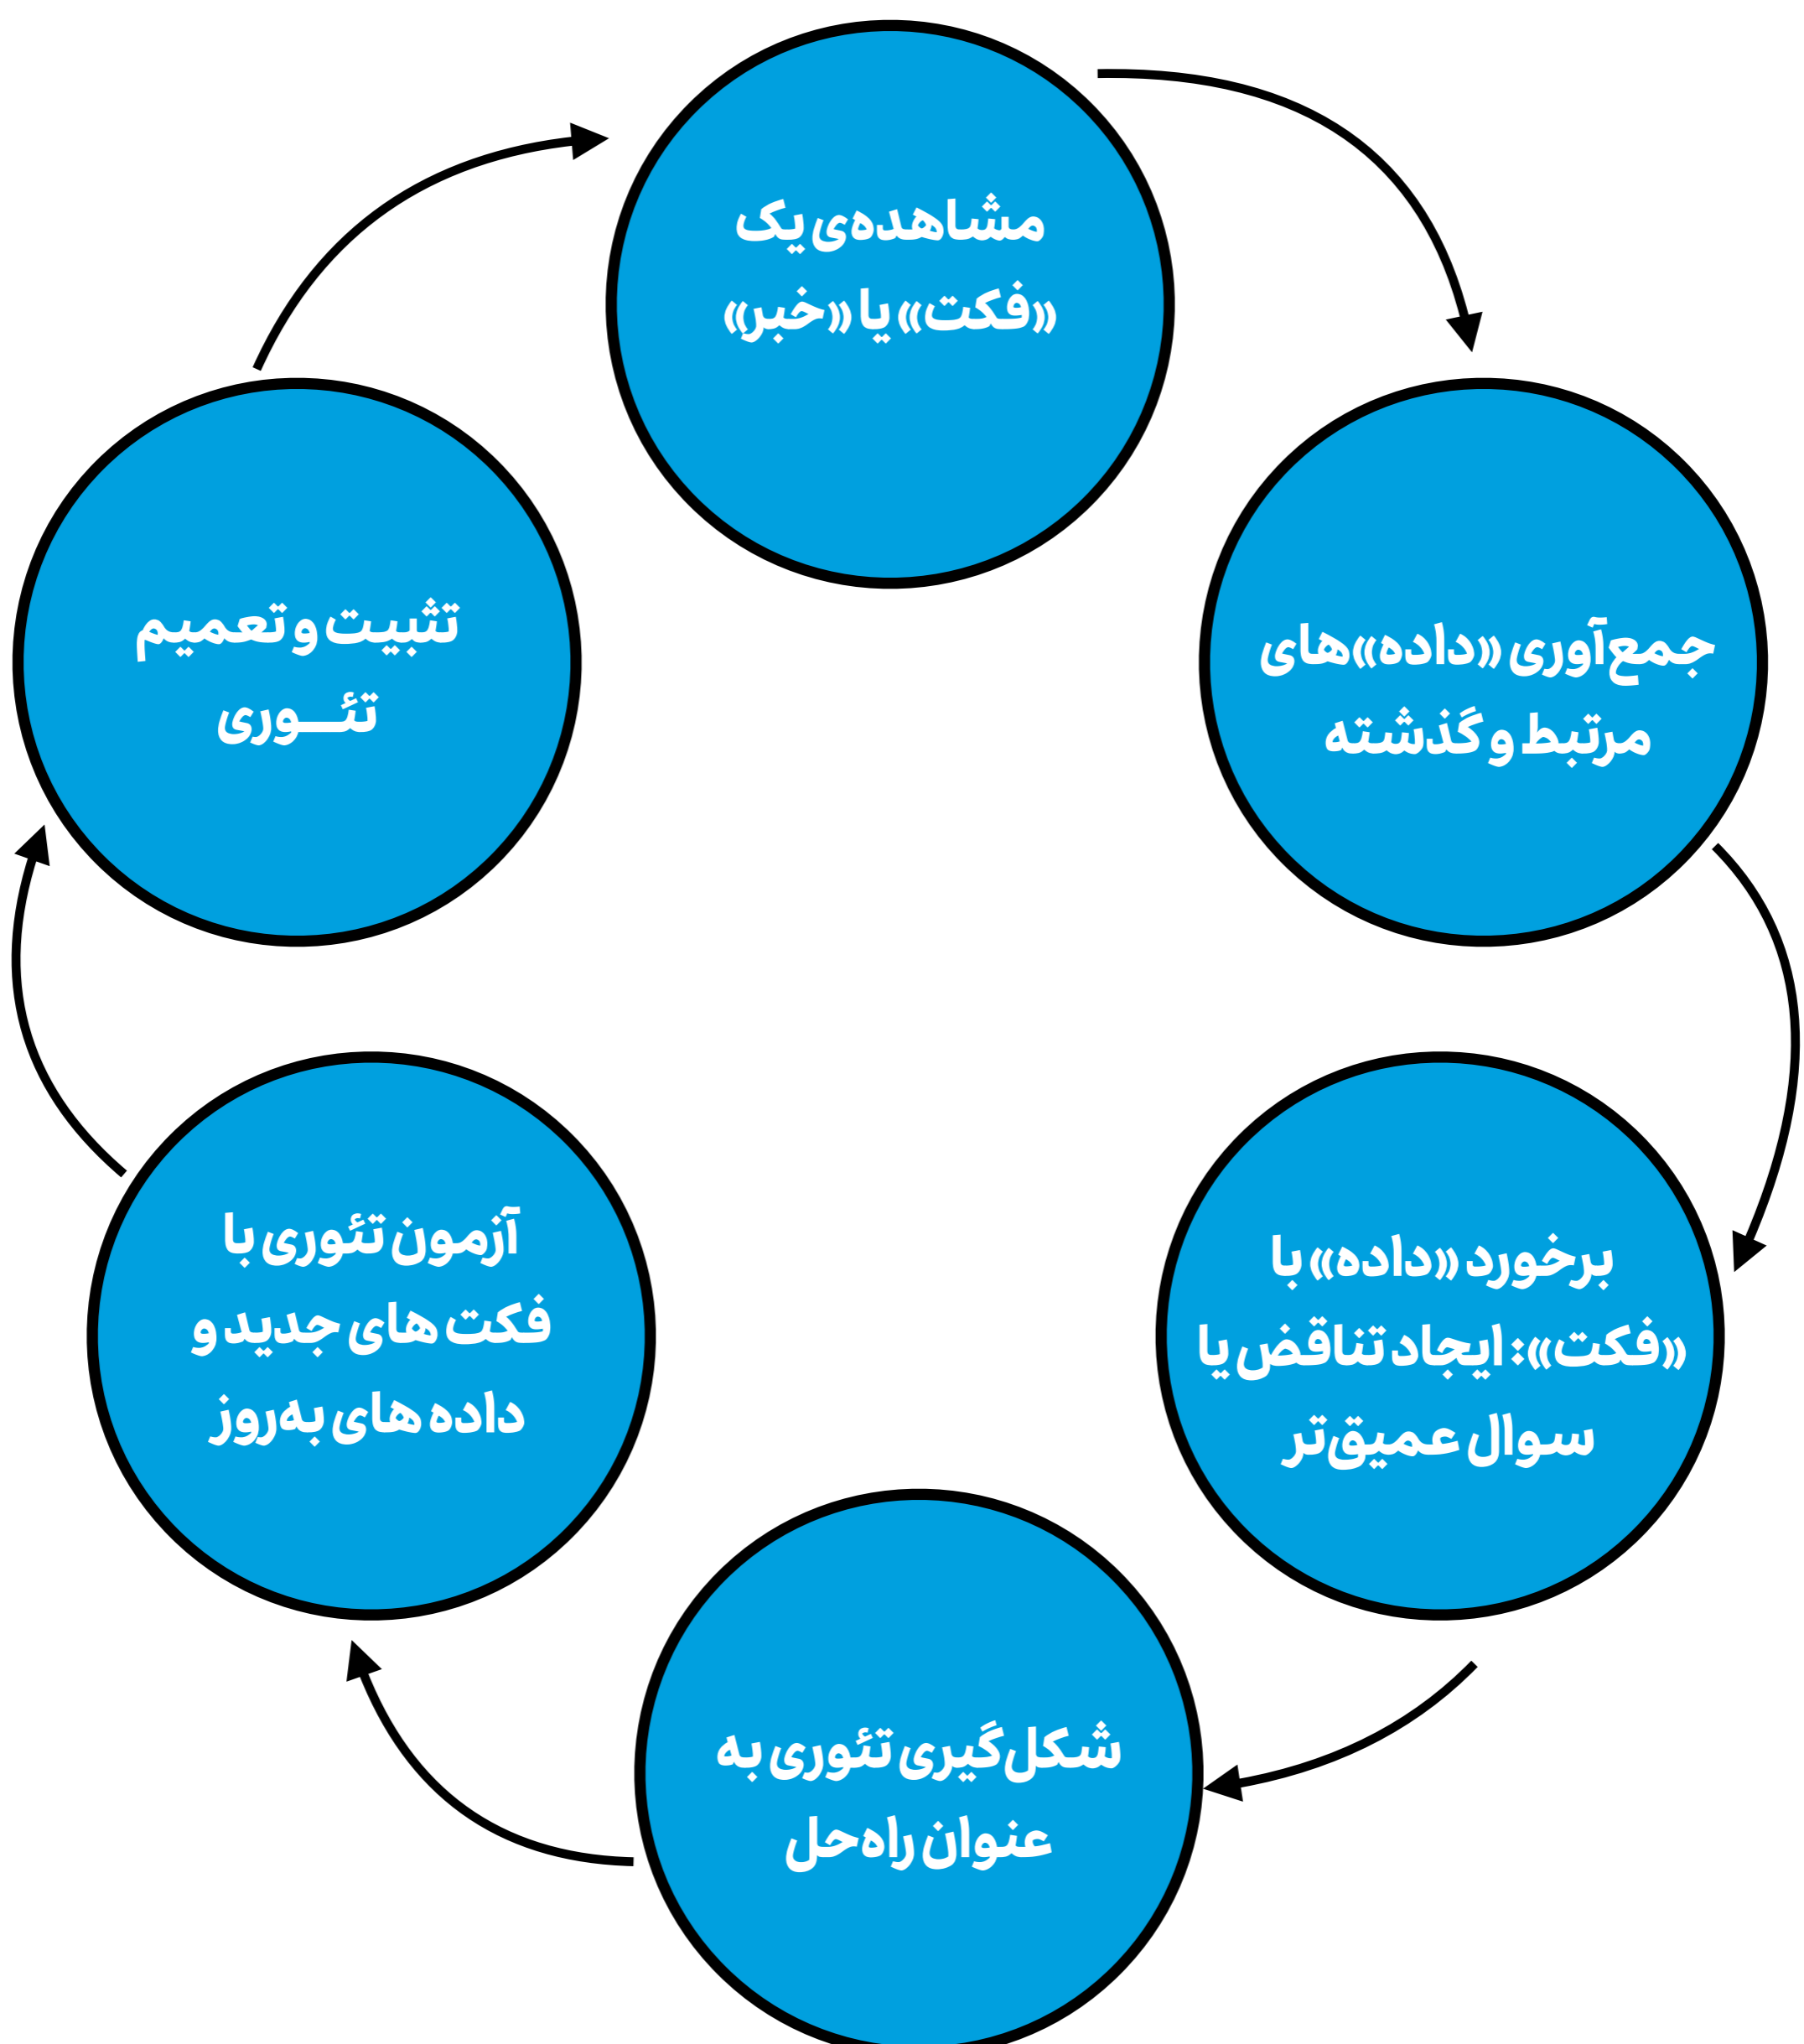 مشاهده‌ی یک
«فکت» یا «خبر»
جمع‌آوری «داده»‌های
مرتبط و گذشته
برخورد «داده» با
«فکت»: ایجاد تناقض یا
سوال عمیق‌تر
شکل‌گیری تئوری به
عنوان راه‌حل
آزمون تئوری با
فکت‌های جدید و
داده‌های به‌روز
تثبیت و تعمیم
تئـــوری